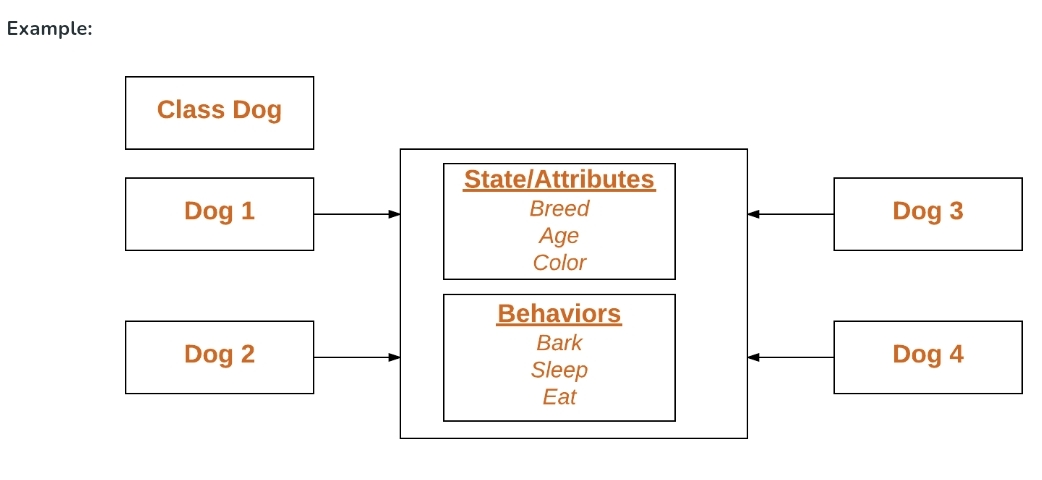 Example:
Class Dog
Dog 1
Dog 2
State/Attributes
Breed
Age
Color
Behaviors
Bark
Sleep
Eat
Dog 3
Dog 4